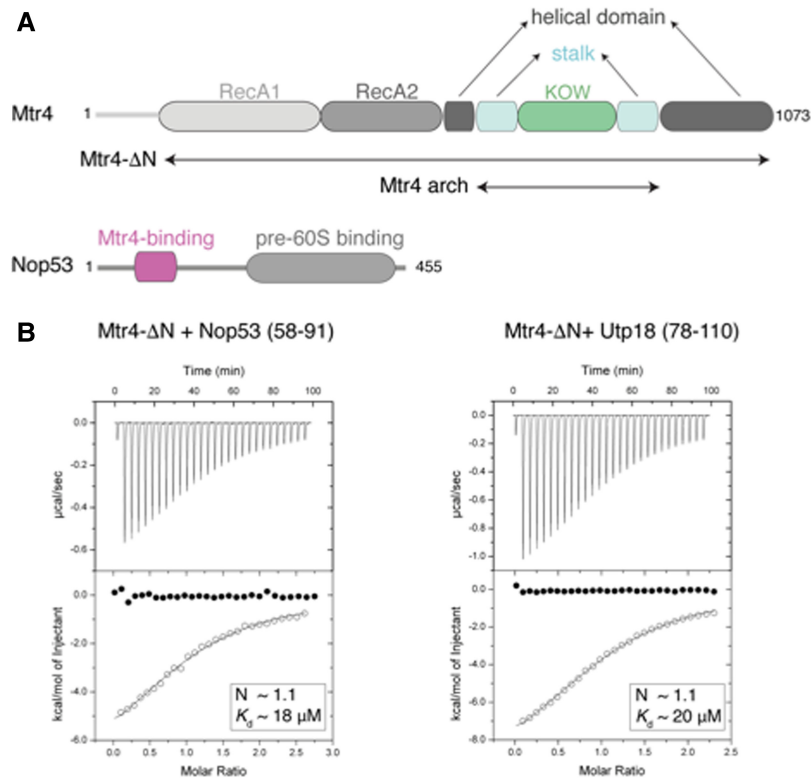 A
helical domain
stalk
RecA1 RecA2 KOW
Mtr4 1 1073
Mtr4-ΔN
Mtr4 arch
Mtr4-binding pre-60S binding
Nop53 1 455
B
Mtr4-ΔN + Nop53 (58-91)
Time (min)
0 20 40 60 80 100
0.0
-0.2
-0.4
-0.6
µcal/sec
0.0
-2.0
-4.0
-6.0
kcal/mol of Injectant
N ~ 1.1
Kd ~ 18 µM
0.0 0.5 1.0 1.5 2.0 2.5 3.0
Molar Ratio
Mtr4-ΔN+ Utp18 (78-110)
Time (min)
0 20 40 60 80 100
0.0
-0.2
-0.4
-0.6
-0.8
-1.0
µcal/sec
0.0
-2.0
-4.0
-6.0
-8.0
kcal/mol of Injectant
N ~ 1.1
Kd ~ 20 µM
0.0 0.5 1.0 1.5 2.0 2.5
Molar Ratio